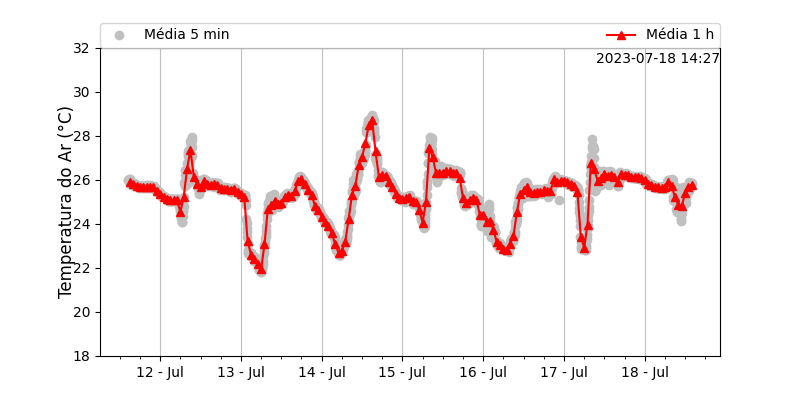 Média 5 min
Média 1 h
2023-07-18 14:27
Temperatura do Ar (°C)
32
30
28
26
24
22
20
18
12 - Jul
13 - Jul
14 - Jul
15 - Jul
16 - Jul
17 - Jul
18 - Jul